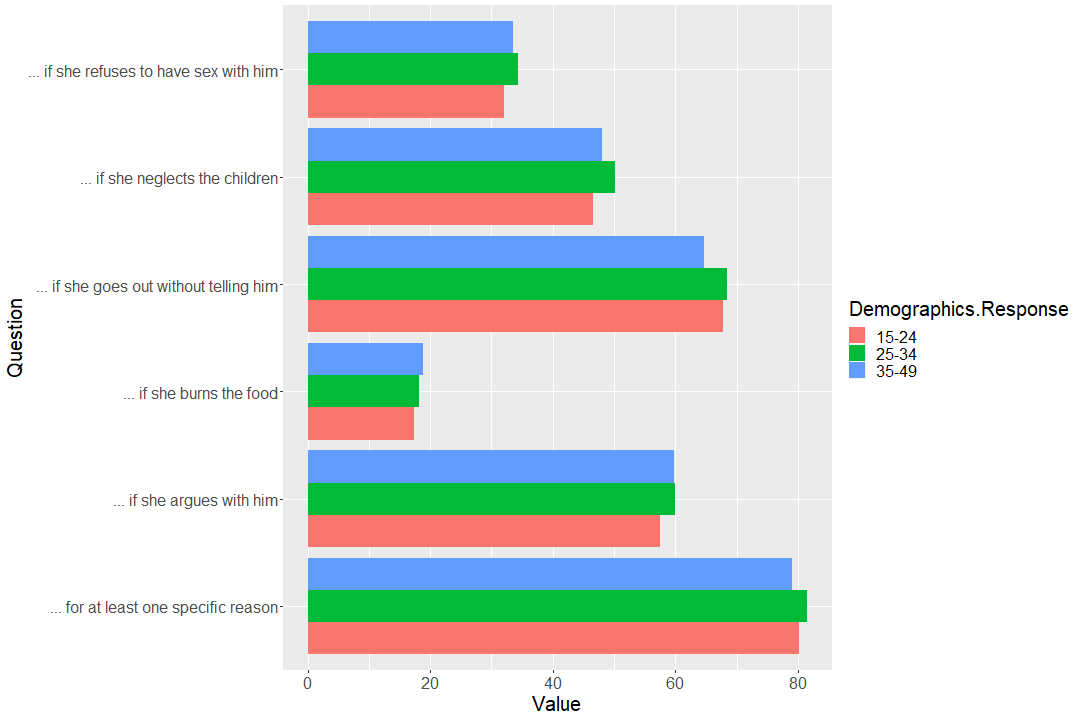 ... if she refuses to have sex with him
... if she neglects the children
... if she goes out without telling him
... if she burns the food
... if she argues with him
... for at least one specific reason
Question
0 20 40 60 80
Value
Demographics.Response
15-24
25-34
35-49